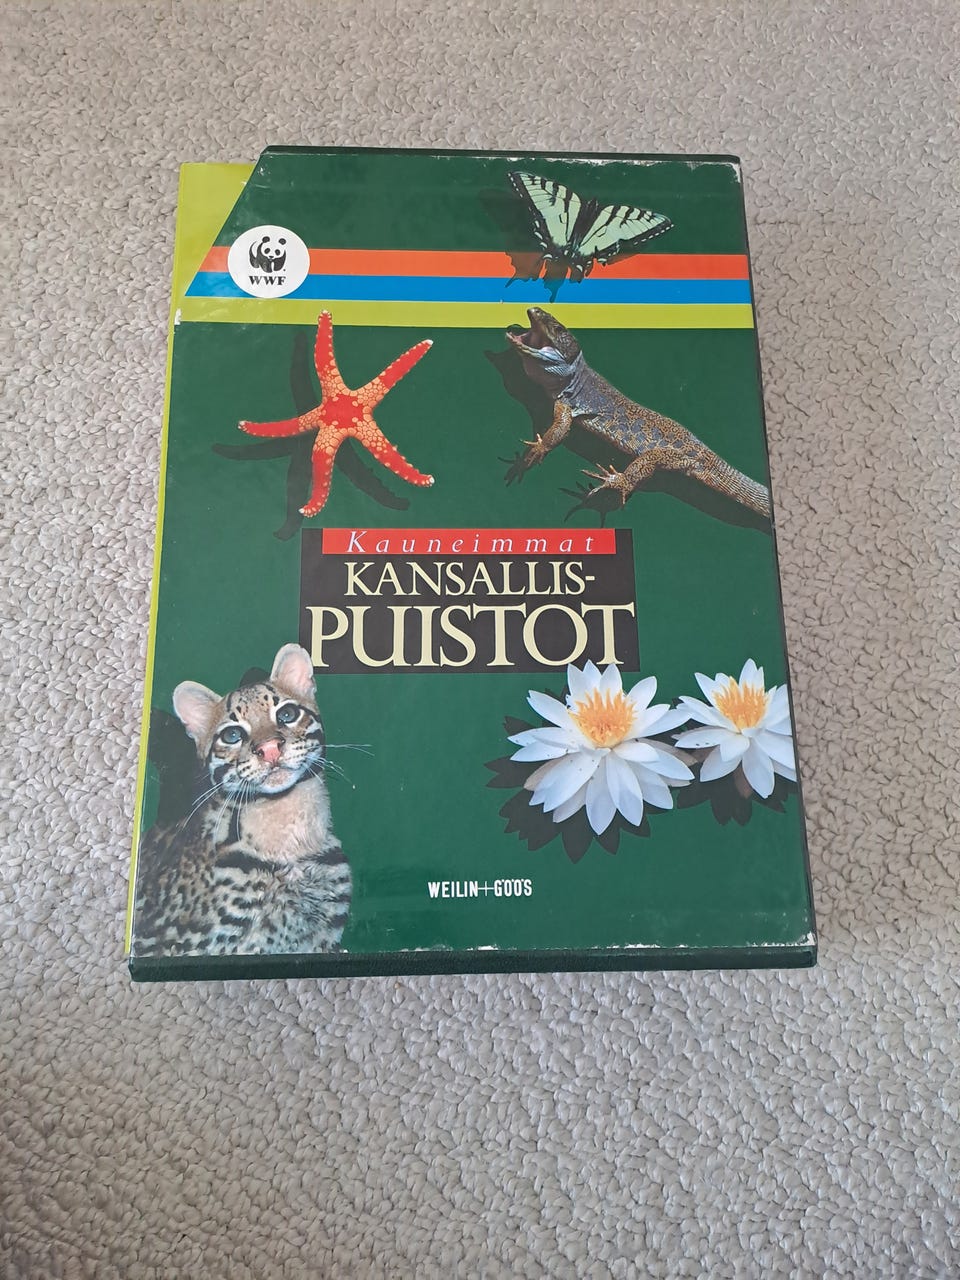 WWF
Kauneimmat
KANSALLIS-
PUISTOT
WEILIN+GÖÖS